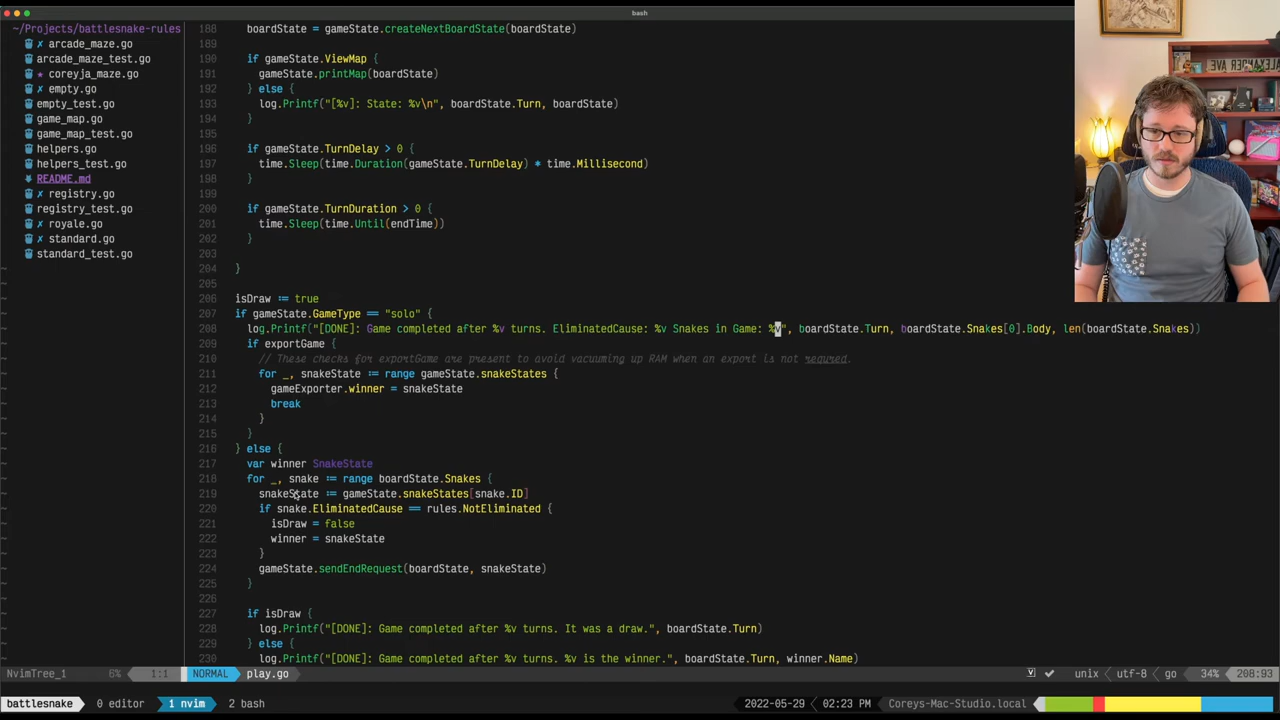 bash
~/Projects/battlesnake-rules
✗ arcade_maze.go
arcade_maze_test.go
★ coreyja_maze.go
✗ empty.go
empty_test.go
game_map.go
game_map_test.go
helpers.go
helpers_test.go
README.md
✗ registry.go
registry_test.go
✗ royale.go
✗ standard.go
standard_test.go
188 boardState = gameState.createNextBoardState(boardState)
189
190 if gameState.ViewMap {
191 gameState.printMap(boardState)
192 } else {
193 log.Printf("[%v]: State: %v\n", boardState.Turn, boardState)
194 }
195
196 if gameState.TurnDelay > 0 {
197 time.Sleep(time.Duration(gameState.TurnDelay) * time.Millisecond)
198 }
199
200 if gameState.TurnDuration > 0 {
201 time.Sleep(time.Until(endTime))
202 }
203
204 }
205
206 isDraw := true
207 if gameState.GameType == "solo" {
208 log.Printf("[DONE]: Game completed after %v turns. EliminatedCause: %v Snakes in Game: %v", boardState.Turn, boardState.Snakes[0].Body, len(boardState.Snakes))
209 if exportGame {
210 // These checks for exportGame are present to avoid vacuuming up RAM when an export is not requred.
211 for _, snakeState := range gameState.snakeStates {
212 gameExporter.winner = snakeState
213 break
214 }
215 }
216 } else {
217 var winner SnakeState
218 for _, snake := range boardState.Snakes {
219 snakeState := gameState.snakeStates[snake.ID]
220 if snake.EliminatedCause == rules.NotEliminated {
221 isDraw = false
222 winner = snakeState
223 }
224 gameState.sendEndRequest(boardState, snakeState)
225 }
226
227 if isDraw {
228 log.Printf("[DONE]: Game completed after %v turns. It was a draw.", boardState.Turn)
229 } else {
230 log.Printf("[DONE]: Game completed after %v turns. %v is the winner.", boardState.Turn, winner.Name)
NvimTree_1 6% 1:1 NORMAL play.go unix utf-8 go 34% 208:93
battlesnake 0 editor 1 nvim 2 bash 2022-05-29 02:23 PM Coreys-Mac-Studio.local
ALEXANDER AVE